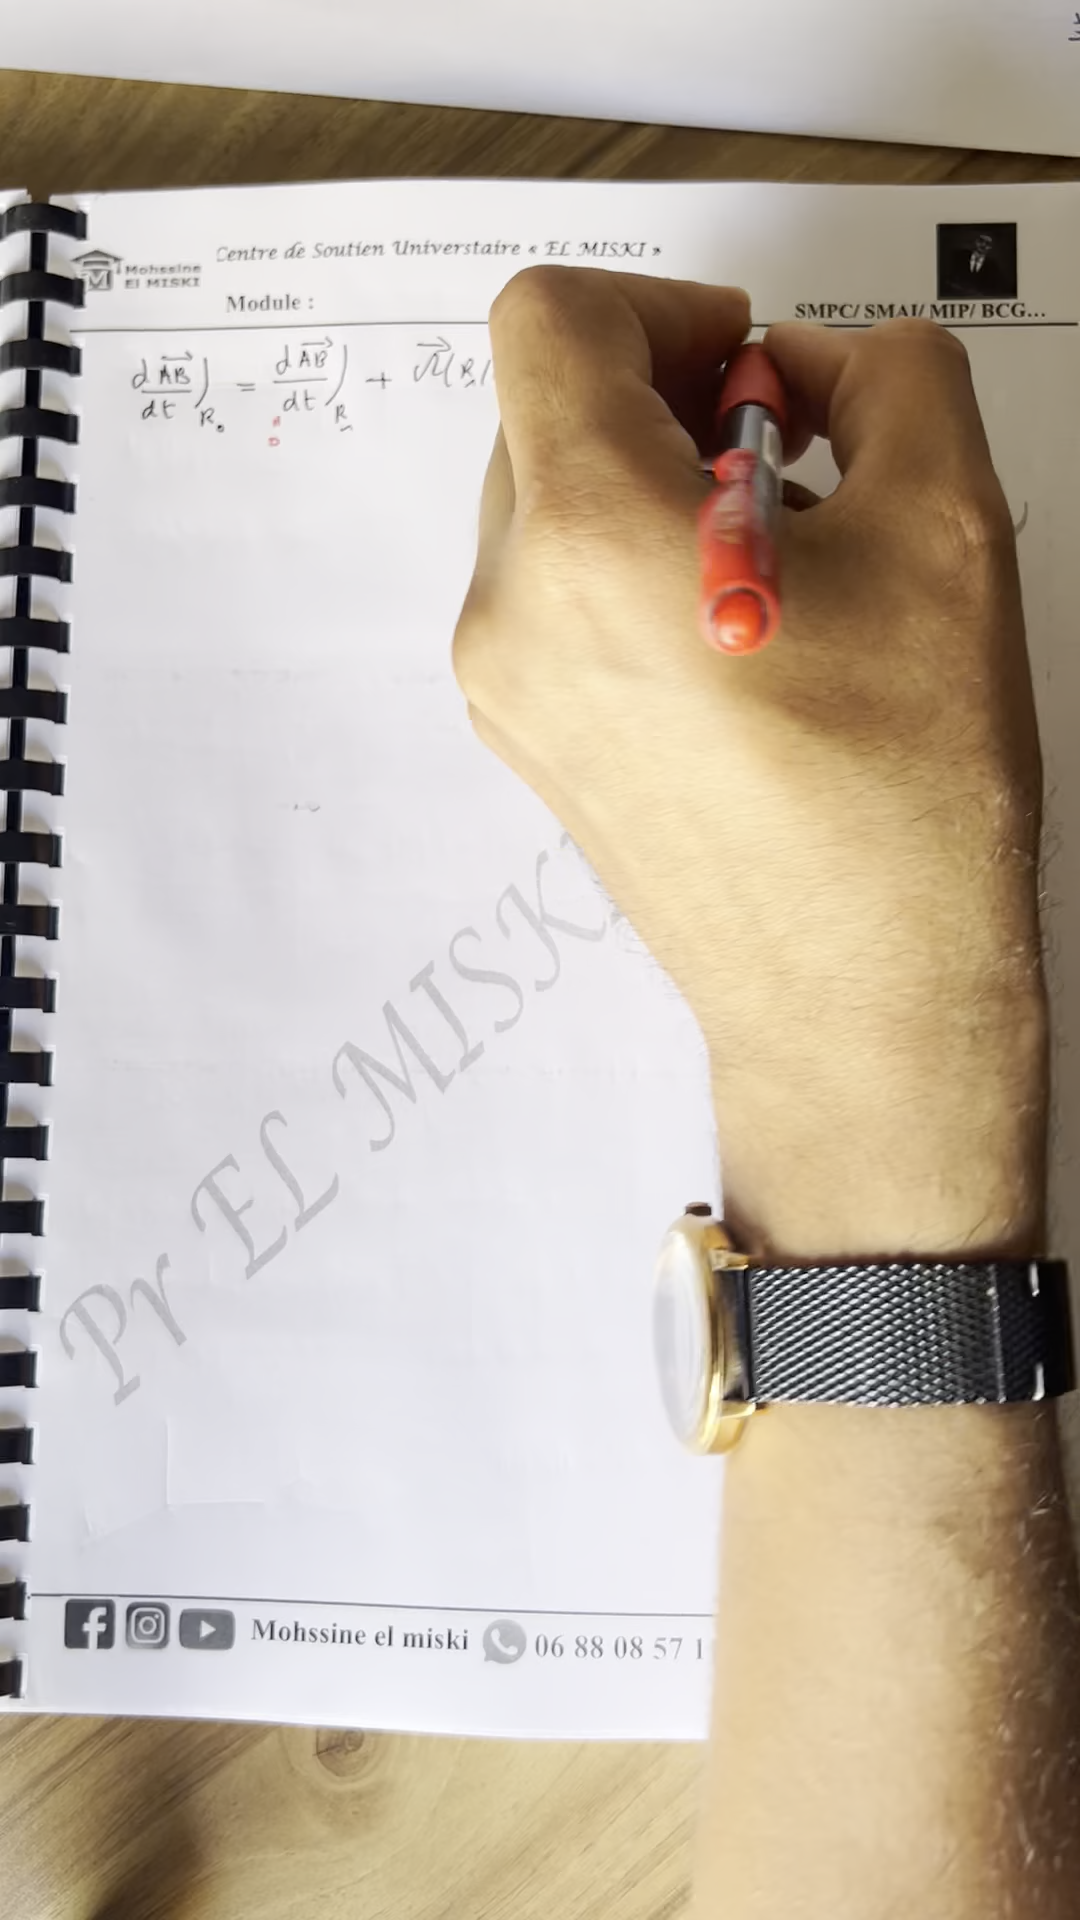 Centre de Soutien Universtaire « EL MISKI »
Mohssine
El MISKI
Module :
SMPC/ SMAI/ MIP/ BCG...
d AB/dt)R₀ = d AB/dt)R + Ω(R/
Pr EL MISKI
Mohssine el miski 06 88 08 57 1